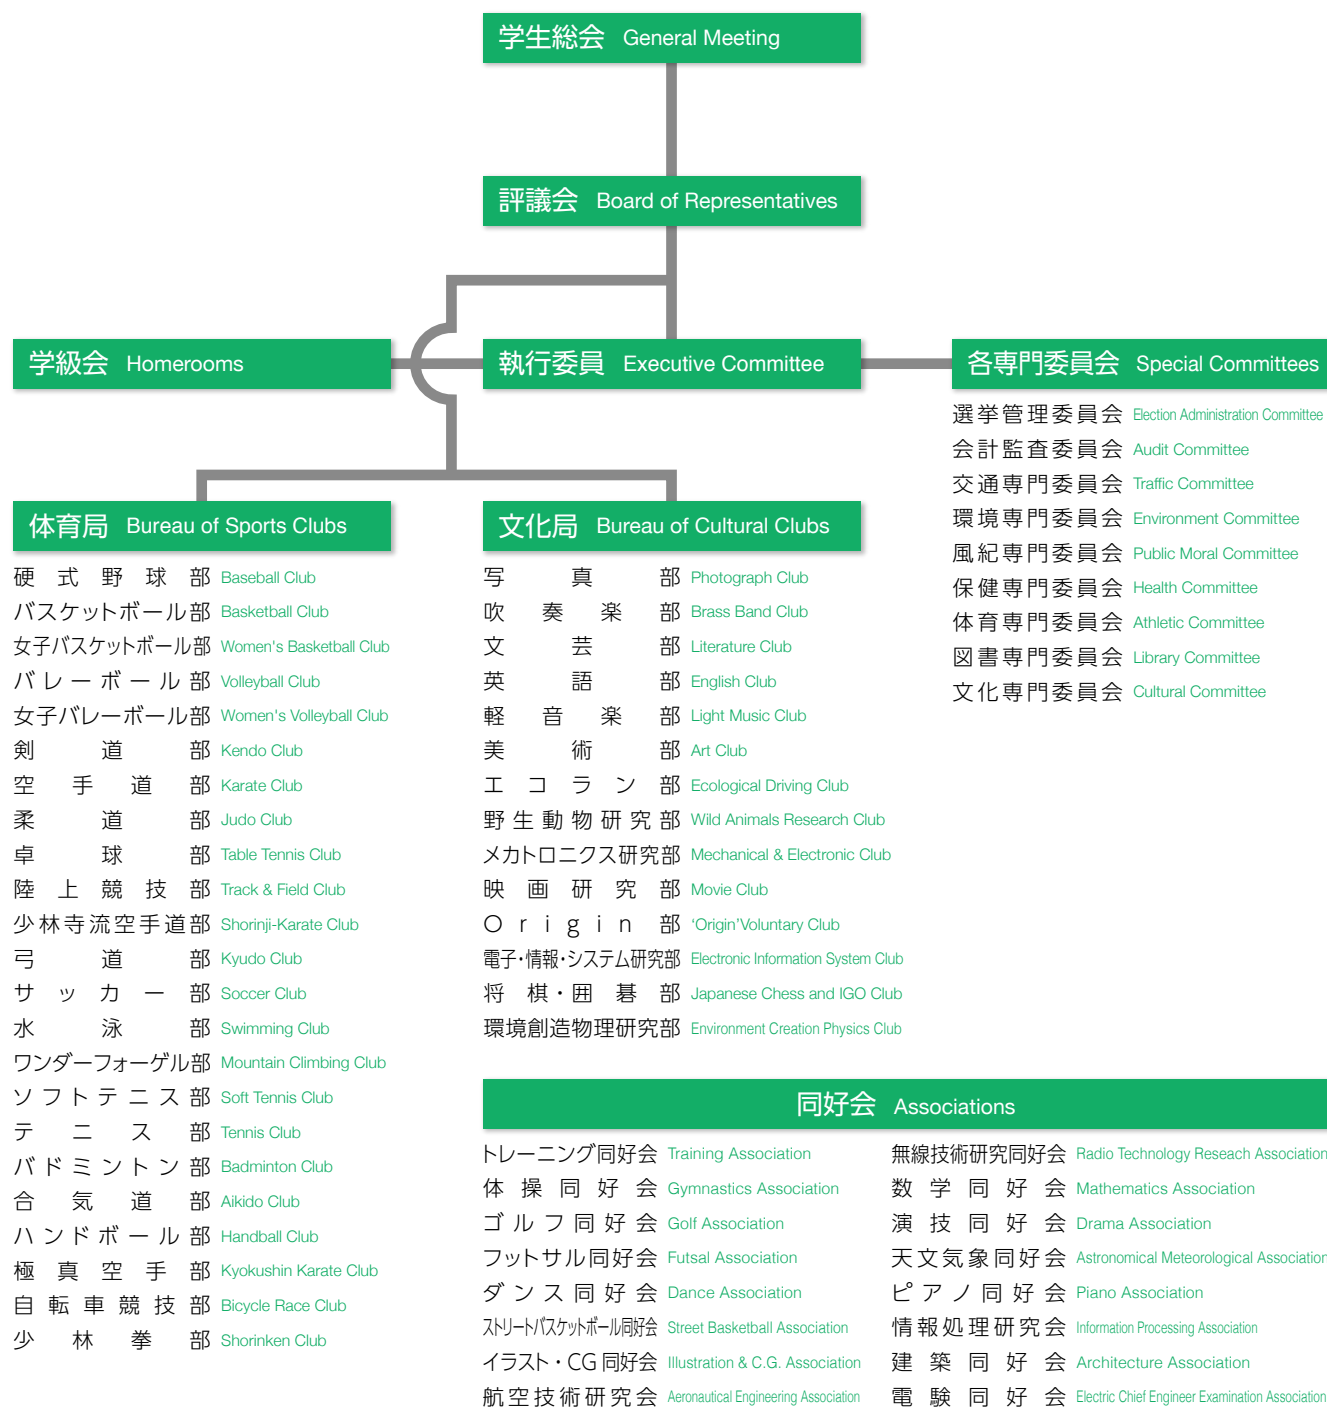 学生総会 General Meeting
評議会 Board of Representatives
学級会 Homerooms
執行委員 Executive Committee
各専門委員会 Special Committees
選挙管理委員会 Election Administration Committee
会計監査委員会 Audit Committee
交通専門委員会 Traffic Committee
環境専門委員会 Environment Committee
風紀専門委員会 Public Moral Committee
保健専門委員会 Health Committee
体育専門委員会 Athletic Committee
図書専門委員会 Library Committee
文化専門委員会 Cultural Committee
体育局 Bureau of Sports Clubs
硬式野球部 Baseball Club
バスケットボール部 Basketball Club
女子バスケットボール部 Women's Basketball Club
バレーボール部 Volleyball Club
女子バレーボール部 Women's Volleyball Club
剣道部 Kendo Club
空手道部 Karate Club
柔道部 Judo Club
卓球部 Table Tennis Club
陸上競技部 Track & Field Club
少林寺流空手道部 Shorinji-Karate Club
弓道部 Kyudo Club
サッカー部 Soccer Club
水泳部 Swimming Club
ワンダーフォーゲル部 Mountain Climbing Club
ソフトテニス部 Soft Tennis Club
テニス部 Tennis Club
バドミントン部 Badminton Club
合気道部 Aikido Club
ハンドボール部 Handball Club
極真空手部 Kyokushin Karate Club
自転車競技部 Bicycle Race Club
少林拳部 Shorinken Club
文化局 Bureau of Cultural Clubs
写真部 Photograph Club
吹奏楽部 Brass Band Club
文芸部 Literature Club
英語部 English Club
軽音楽部 Light Music Club
美術部 Art Club
エコラン部 Ecological Driving Club
野生動物研究部 Wild Animals Research Club
メカトロニクス研究部 Mechanical & Electronic Club
映画研究部 Movie Club
Origin部 ‘Origin’Voluntary Club
電子・情報・システム研究部 Electronic Information System Club
将棋・囲碁部 Japanese Chess and IGO Club
環境創造物理研究部 Environment Creation Physics Club
同好会 Associations
トレーニング同好会 Training Association
体操同好会 Gymnastics Association
ゴルフ同好会 Golf Association
フットサル同好会 Futsal Association
ダンス同好会 Dance Association
ストリートバスケットボール同好会 Street Basketball Association
イラスト・CG同好会 Illustration & C.G. Association
航空技術研究会 Aeronautical Engineering Association
無線技術研究同好会 Radio Technology Reseach Association
数学同好会 Mathematics Association
演技同好会 Drama Association
天文気象同好会 Astronomical Meteorological Association
ピアノ同好会 Piano Association
情報処理研究会 Information Processing Association
建築同好会 Architecture Association
電験同好会 Electric Chief Engineer Examination Association